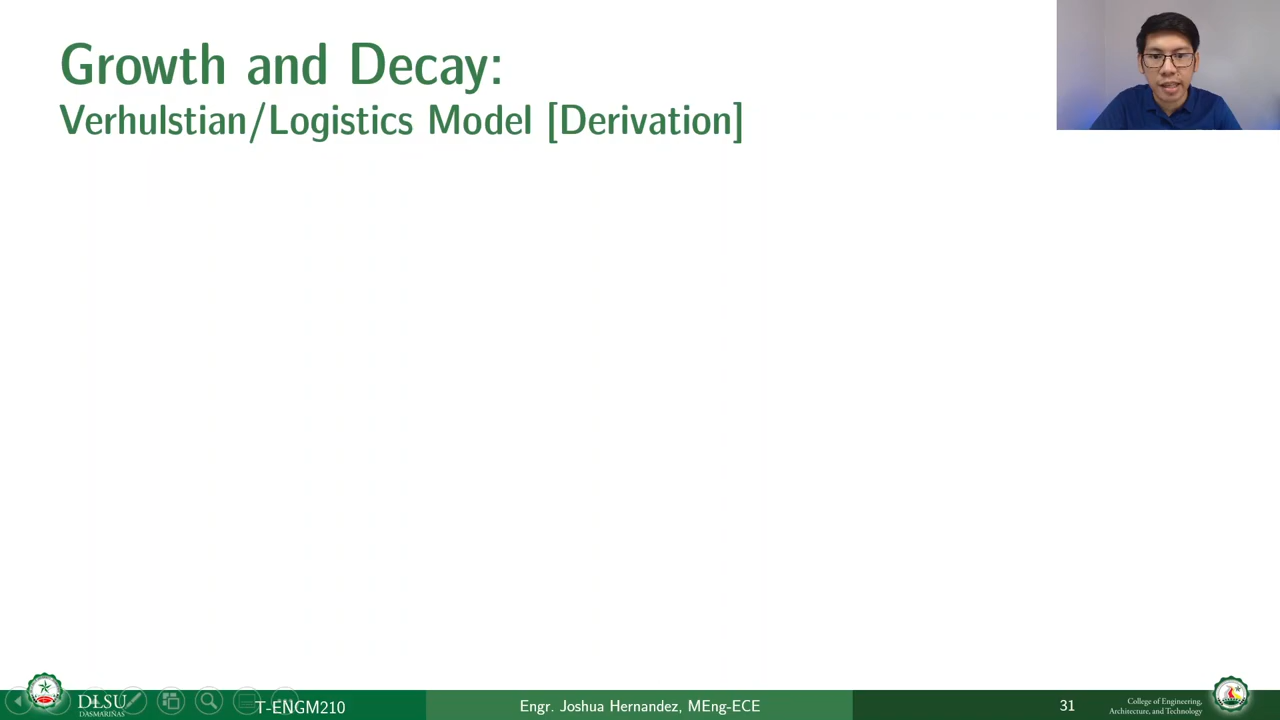 Growth and Decay:
Verhulstian/Logistics Model [Derivation]
DLSU
DASMARIÑAS
T-ENGM210
Engr. Joshua Hernandez, MEng-ECE
31
College of Engineering,
Architecture, and Technology